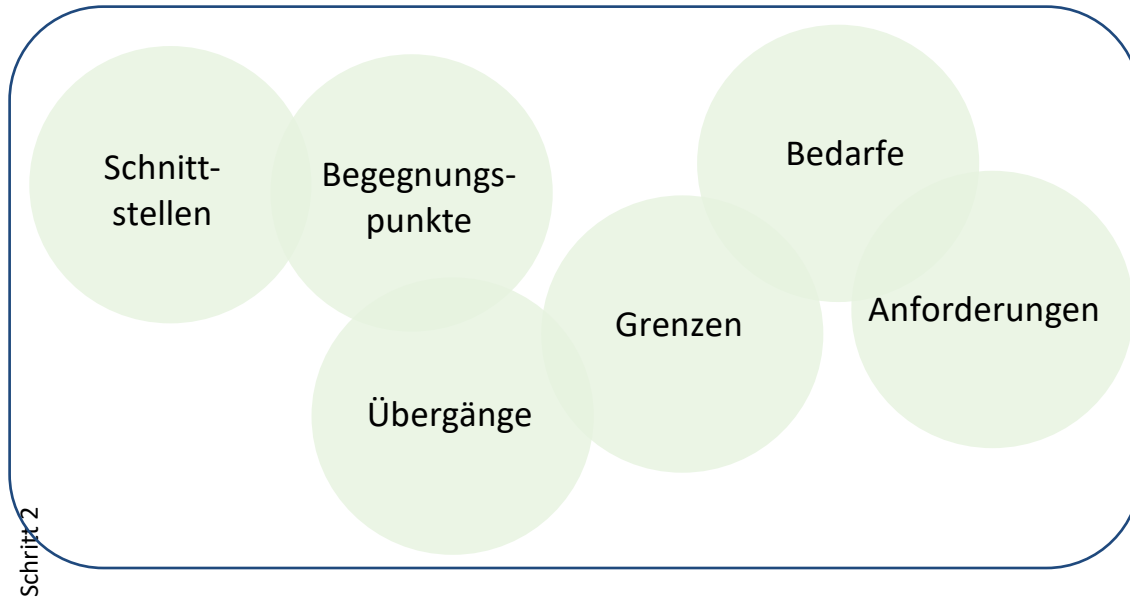 Schnitt-
stellen
Begegnungs-
punkte
Übergänge
Grenzen
Bedarfe
Anforderungen
Schritt 2